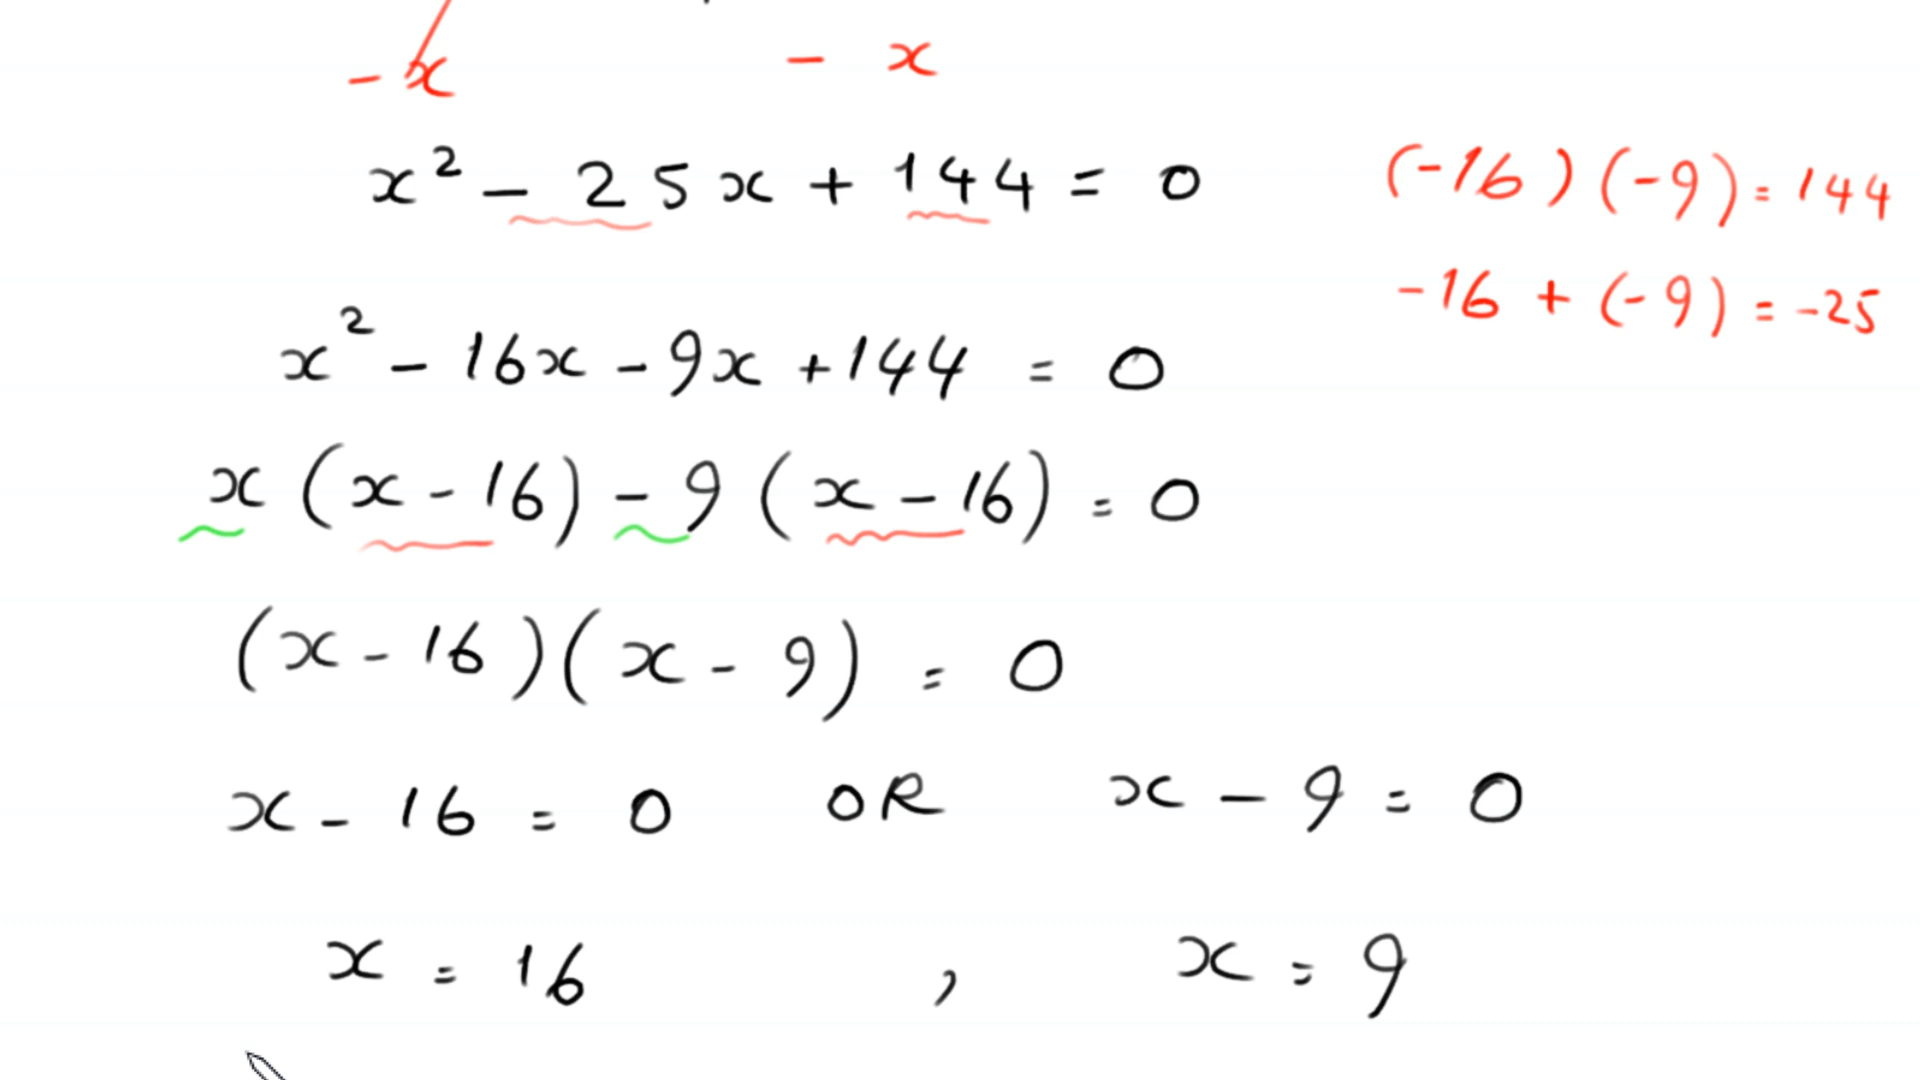 - x - x
x² - 25x + 144 = 0
(-16)(-9) = 144
-16 + (-9) = -25
x² - 16x - 9x + 144 = 0
x(x - 16) - 9(x - 16) = 0
(x - 16)(x - 9) = 0
x - 16 = 0 OR x - 9 = 0
x = 16 , x = 9